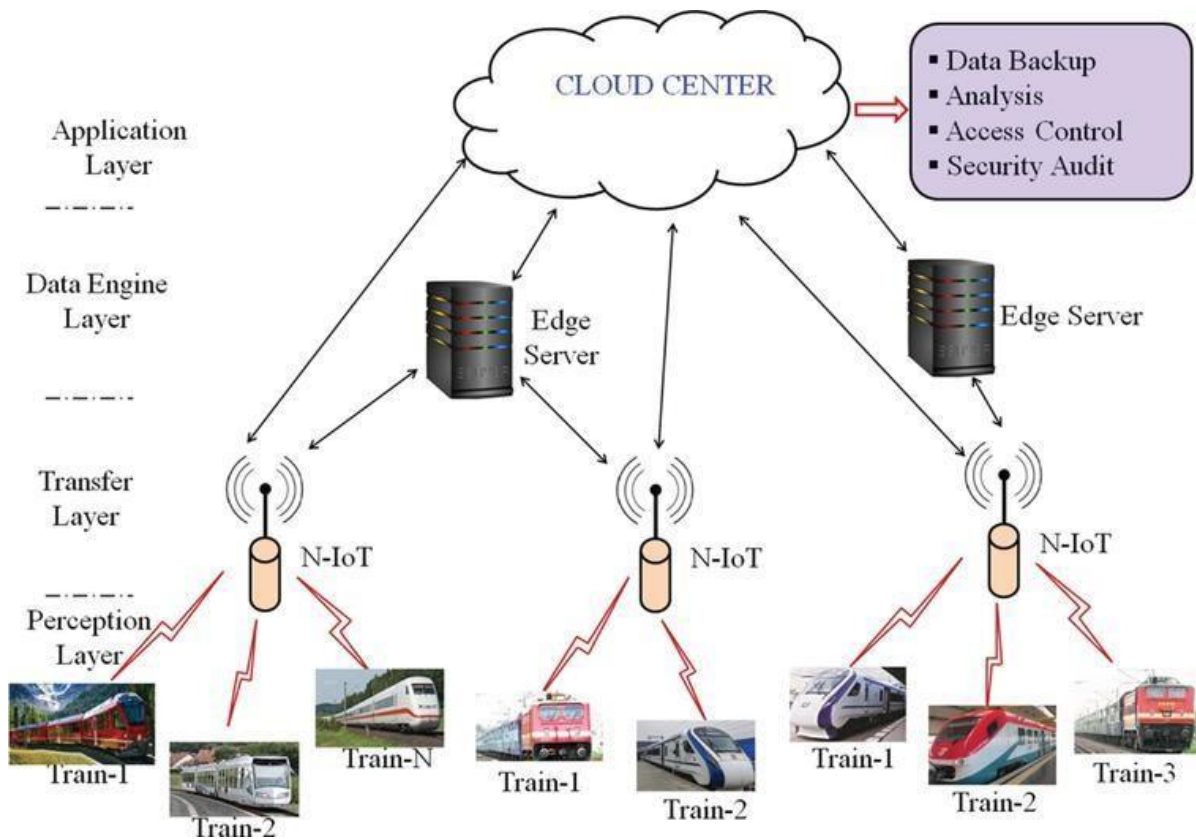 CLOUD CENTER
▪ Data Backup
▪ Analysis
▪ Access Control
▪ Security Audit
Application
Layer
Data Engine
Layer
Edge
Server
Edge Server
Transfer
Layer
N-IoT
N-IoT
N-IoT
Perception
Layer
Train-1
Train-2
Train-N
Train-1
Train-2
Train-1
Train-2
Train-3